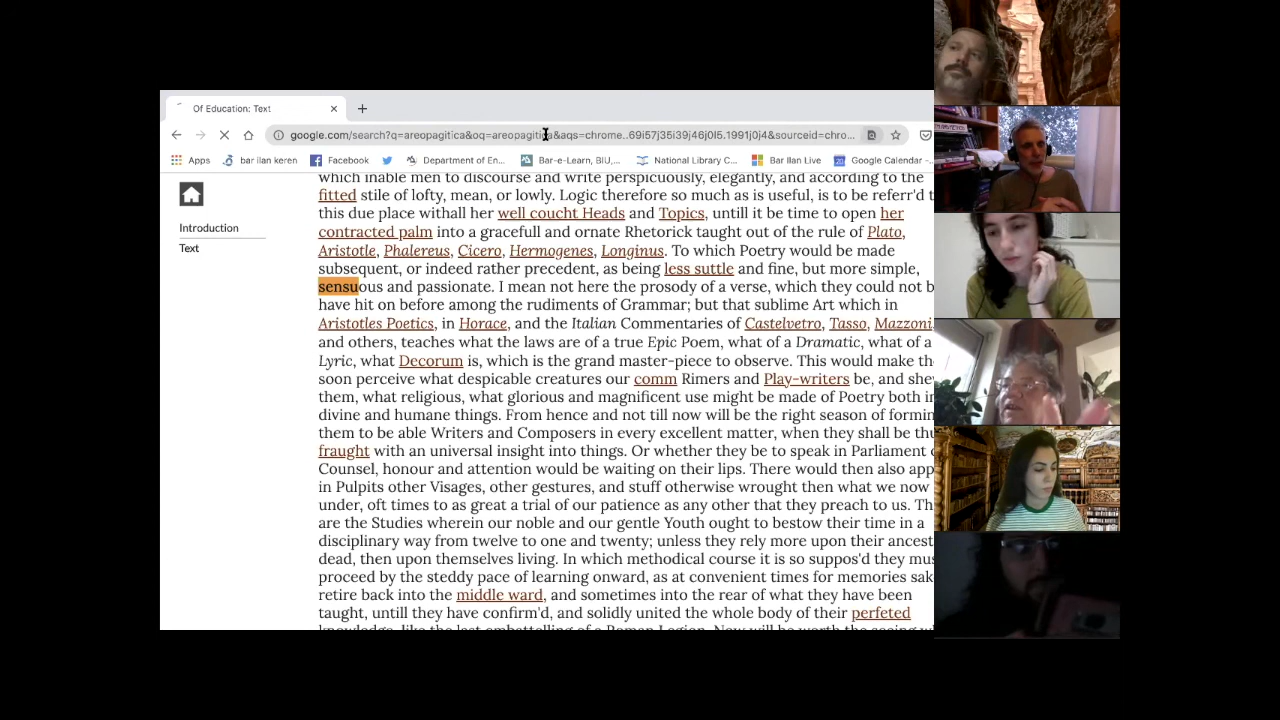 Of Education: Text
google.com/search?q=areopagitica&oq=areopagitica&aqs=chrome..69i57j35i39j46j0l5.1991j0j4&sourceid=chro...
Apps bar ilan keren Facebook Department of En... Bar-e-Learn, BIU,... National Library C... Bar Ilan Live Google Calendar -
Introduction
Text
which inable men to discourse and write perspicuously, elegantly, and according to the
fitted stile of lofty, mean, or lowly. Logic therefore so much as is useful, is to be referr'd t
this due place withall her well coucht Heads and Topics, untill it be time to open her
contracted palm into a gracefull and ornate Rhetorick taught out of the rule of Plato,
Aristotle, Phalereus, Cicero, Hermogenes, Longinus. To which Poetry would be made
subsequent, or indeed rather precedent, as being less suttle and fine, but more simple,
sensuous and passionate. I mean not here the prosody of a verse, which they could not b
have hit on before among the rudiments of Grammar; but that sublime Art which in
Aristotles Poetics, in Horace, and the Italian Commentaries of Castelvetro, Tasso, Mazzoni,
and others, teaches what the laws are of a true Epic Poem, what of a Dramatic, what of a
Lyric, what Decorum is, which is the grand master-piece to observe. This would make the
soon perceive what despicable creatures our comm Rimers and Play-writers be, and shew
them, what religious, what glorious and magnificent use might be made of Poetry both in
divine and humane things. From hence and not till now will be the right season of formin
them to be able Writers and Composers in every excellent matter, when they shall be thu
fraught with an universal insight into things. Or whether they be to speak in Parliament o
Counsel, honour and attention would be waiting on their lips. There would then also app
in Pulpits other Visages, other gestures, and stuff otherwise wrought then what we now
under, oft times to as great a trial of our patience as any other that they preach to us. Th
are the Studies wherein our noble and our gentle Youth ought to bestow their time in a
disciplinary way from twelve to one and twenty; unless they rely more upon their ancest
dead, then upon themselves living. In which methodical course it is so suppos'd they mus
proceed by the steddy pace of learning onward, as at convenient times for memories sak
retire back into the middle ward, and sometimes into the rear of what they have been
taught, untill they have confirm'd, and solidly united the whole body of their perfeted